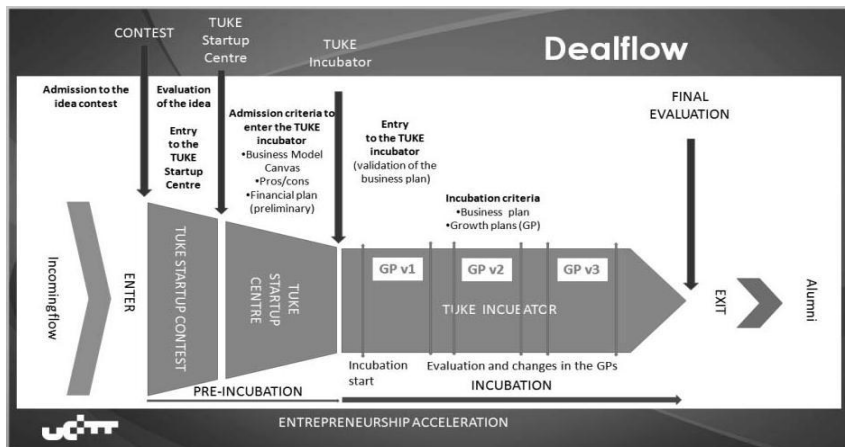 CONTEST
TUKE
Startup
Centre
TUKE
Incubator
Dealflow
Admission to the
idea contest
Evaluation
of the idea
Entry
to the
TUKE
Startup
Centre
Admission criteria to
enter the TUKE
incubator
•Business Model
Canvas
•Pros/cons
•Financial plan
(preliminary)
Entry
to the TUKE
incubator
(validation of the
business plan)
Incubation criteria
•Business plan
•Growth plans (GP)
FINAL
EVALUATION
Incoming flow
ENTER
TUKE STARTUP CONTEST
TUKE
STARTUP
CENTRE
GP v1
GP v2
GP v3
TUKE INCUBATOR
EXIT
Alumni
Incubation
start
Evaluation and changes in the GPs
PRE-INCUBATION
INCUBATION
ENTREPRENEURSHIP ACCELERATION